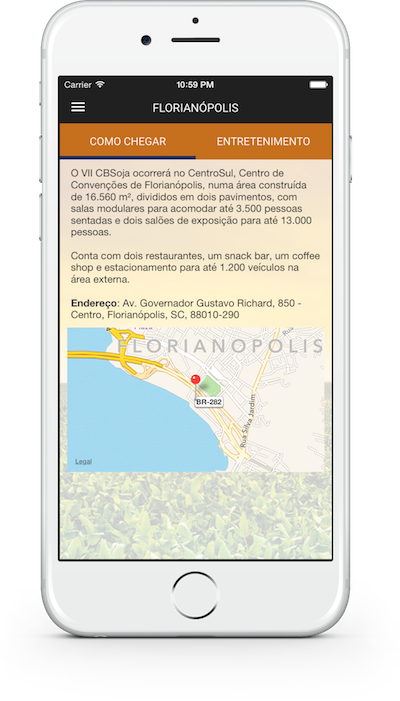 Carrier 10:59 PM
FLORIANÓPOLIS
COMO CHEGAR ENTRETENIMENTO
O VII CBSoja ocorrerá no CentroSul, Centro de
Convenções de Florianópolis, numa área construída
de 16.560 m², divididos em dois pavimentos, com
salas modulares para acomodar até 3.500 pessoas
sentadas e dois salões de exposição para até 13.000
pessoas.
Conta com dois restaurantes, um snack bar, um coffee
shop e estacionamento para até 1.200 veículos na
área externa.
Endereço: Av. Governador Gustavo Richard, 850 -
Centro, Florianópolis, SC, 88010-290
FLORIANOPOLIS
BR-282
Rua Silva Jardim
Legal